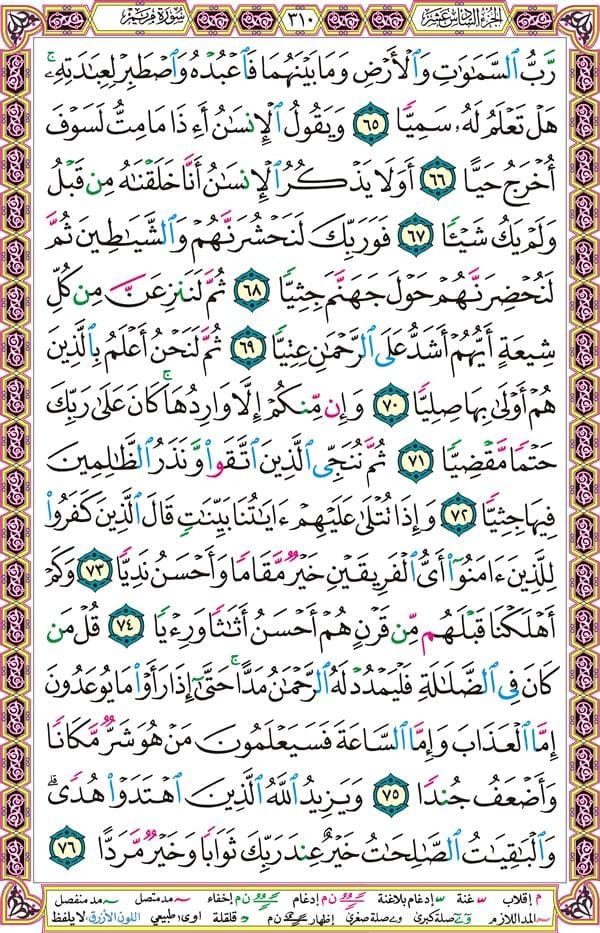 الجزء السادس عشر ٣١٠ سورة مريم
رَّبُّ ٱلسَّمَـٰوَٰتِ وَٱلْأَرْضِ وَمَا بَيْنَهُمَا فَٱعْبُدْهُ وَٱصْطَبِرْ لِعِبَـٰدَتِهِۦ ۚ
هَلْ تَعْلَمُ لَهُۥ سَمِيًّا ٦٥ وَيَقُولُ ٱلْإِنسَـٰنُ أَءِذَا مَا مِتُّ لَسَوْفَ
أُخْرَجُ حَيًّا ٦٦ أَوَلَا يَذْكُرُ ٱلْإِنسَـٰنُ أَنَّا خَلَقْنَـٰهُ مِن قَبْلُ
وَلَمْ يَكُ شَيْـًٔا ٦٧ فَوَرَبِّكَ لَنَحْشُرَنَّهُمْ وَٱلشَّيَـٰطِينَ ثُمَّ
لَنُحْضِرَنَّهُمْ حَوْلَ جَهَنَّمَ جِثِيًّا ٦٨ ثُمَّ لَنَنزِعَنَّ مِن كُلِّ
شِيعَةٍ أَيُّهُمْ أَشَدُّ عَلَى ٱلرَّحْمَـٰنِ عِتِيًّا ٦٩ ثُمَّ لَنَحْنُ أَعْلَمُ بِٱلَّذِينَ
هُمْ أَوْلَىٰ بِهَا صِلِيًّا ٧٠ وَإِن مِّنكُمْ إِلَّا وَارِدُهَا ۚ كَانَ عَلَىٰ رَبِّكَ
حَتْمًا مَّقْضِيًّا ٧١ ثُمَّ نُنَجِّى ٱلَّذِينَ ٱتَّقَوا۟ وَّنَذَرُ ٱلظَّـٰلِمِينَ
فِيهَا جِثِيًّا ٧٢ وَإِذَا تُتْلَىٰ عَلَيْهِمْ ءَايَـٰتُنَا بَيِّنَـٰتٍ قَالَ ٱلَّذِينَ كَفَرُوا۟
لِلَّذِينَ ءَامَنُوٓا۟ أَىُّ ٱلْفَرِيقَيْنِ خَيْرٌ مَّقَامًا وَأَحْسَنُ نَدِيًّا ٧٣ وَكَمْ
أَهْلَكْنَا قَبْلَهُم مِّن قَرْنٍ هُمْ أَحْسَنُ أَثَـٰثًا وَرِءْيًا ٧٤ قُلْ مَن
كَانَ فِى ٱلضَّلَـٰلَةِ فَلْيَمْدُدْ لَهُ ٱلرَّحْمَـٰنُ مَدًّا ۚ حَتَّىٰٓ إِذَا رَأَوْا۟ مَا يُوعَدُونَ
إِمَّا ٱلْعَذَابَ وَإِمَّا ٱلسَّاعَةَ فَسَيَعْلَمُونَ مَنْ هُوَ شَرٌّ مَّكَانًا
وَأَضْعَفُ جُندًا ٧٥ وَيَزِيدُ ٱللَّهُ ٱلَّذِينَ ٱهْتَدَوْا۟ هُدًى ۗ
وَٱلْبَـٰقِيَـٰتُ ٱلصَّـٰلِحَـٰتُ خَيْرٌ عِندَ رَبِّكَ ثَوَابًا وَخَيْرٌ مَّرَدًّا ٧٦
م إقلاب غنة إدغام بلاغنة ن م إدغام ن م إخفاء مد متصل مد منفصل
المد اللازم صلة كبرى صلة صغرى إظهار ن م قلقلة اوى طبيعي اللون الأزرق لا يلفظ